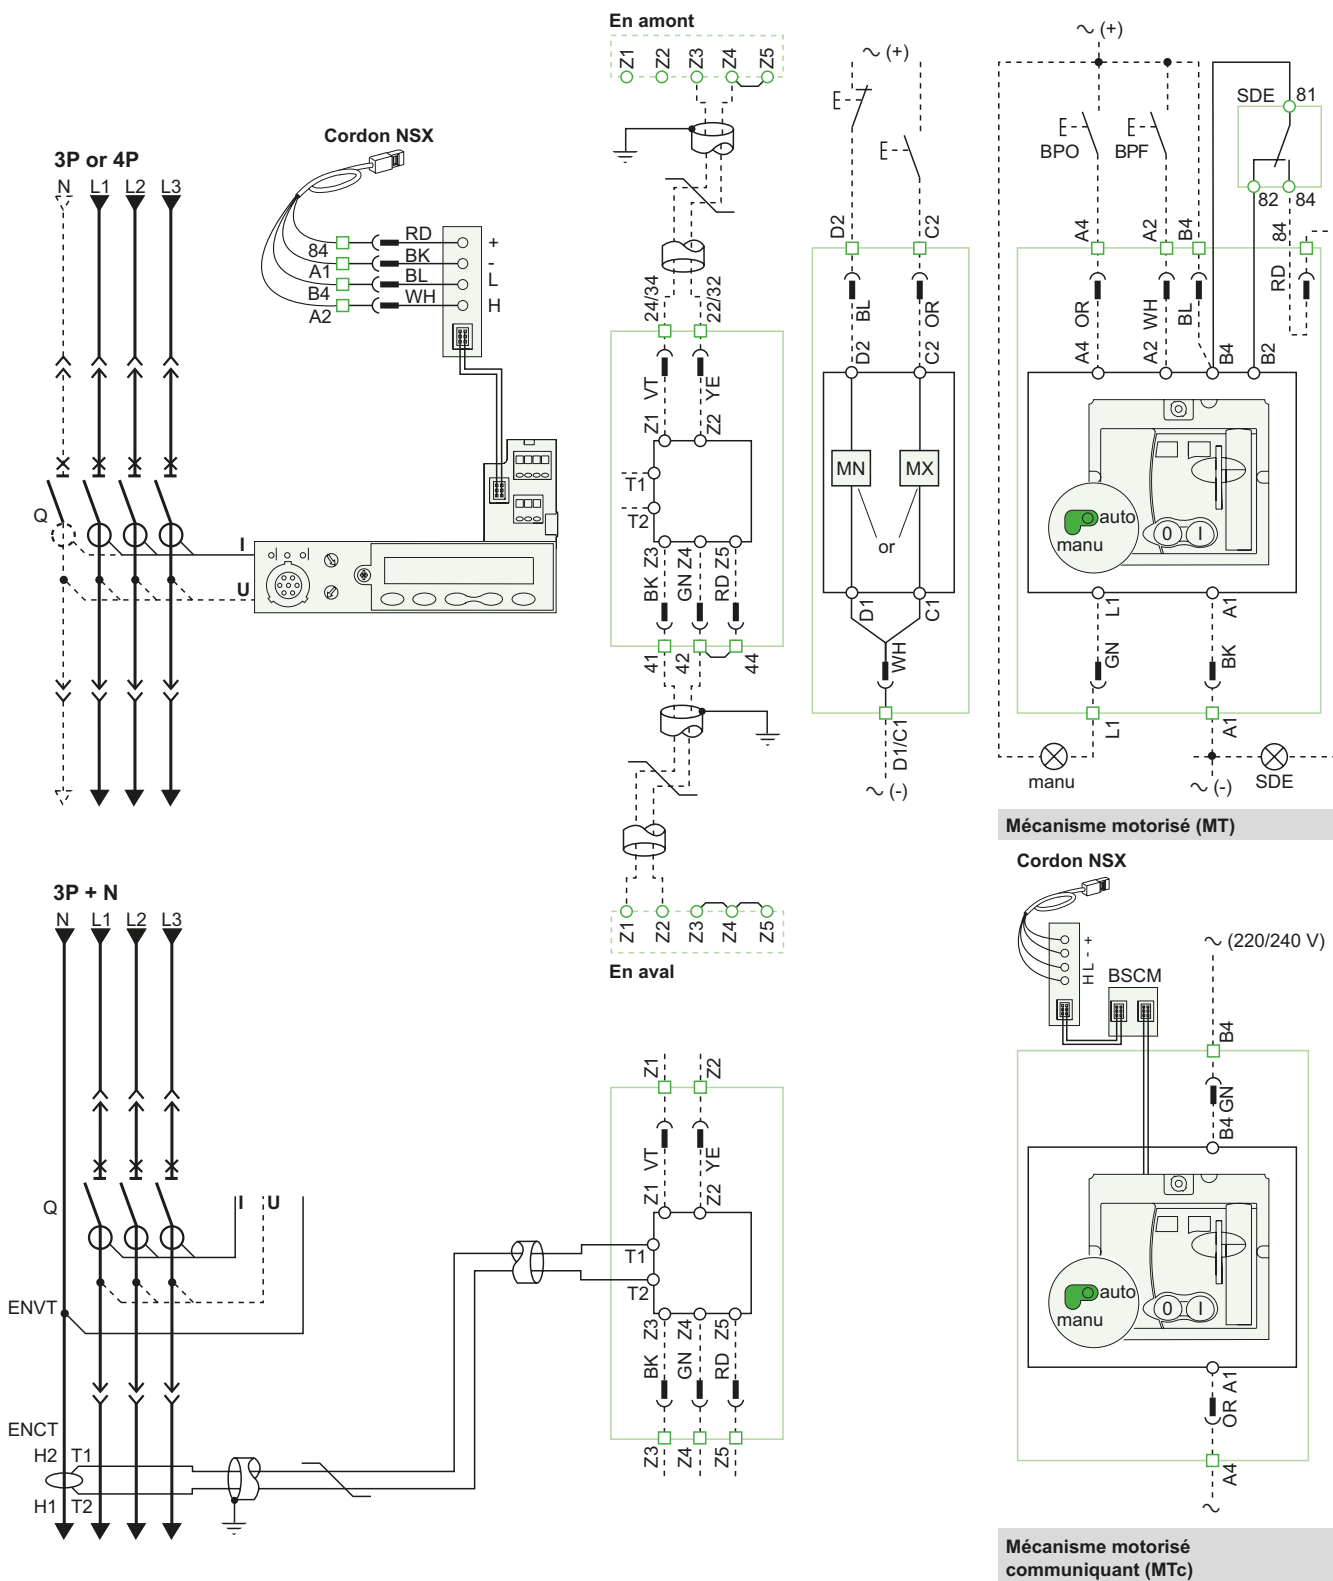 En amont
Z1 Z2 Z3 Z4 Z5
(+)
(+)
SDE 81
BPO BPF
82 84
Cordon NSX
3P or 4P
N L1 L2 L3
84 RD +
A1 BK -
B4 BL L
A2 WH H
24/34 22/32
D2 C2
A4 A2 B4 84
VT YE
BL OR
OR WH BL RD
Z1 Z2
D2 C2
A4 A2 B4 B2
T1
T2
MN MX
or
auto
manu
0 I
Q
I
U
Z3 Z4 Z5
BK GN RD
D1 C1
WH
L1 A1
GN BK
41 42 44
D1/C1
(-)
L1 A1
manu
(-)
SDE
Mécanisme motorisé (MT)
Z1 Z2 Z3 Z4 Z5
En aval
3P + N
N L1 L2 L3
Q
I U
ENVT
ENCT
H2 T1
H1 T2
Z1 Z2
VT YE
Z1 Z2
T1
T2
Z3 Z4 Z5
BK GN RD
Z3 Z4 Z5
Cordon NSX
+
-
L
H
BSCM
(220/240 V)
B4
GN
B4
auto
manu
0 I
A1
OR
A4
Mécanisme motorisé
communiquant (MTc)